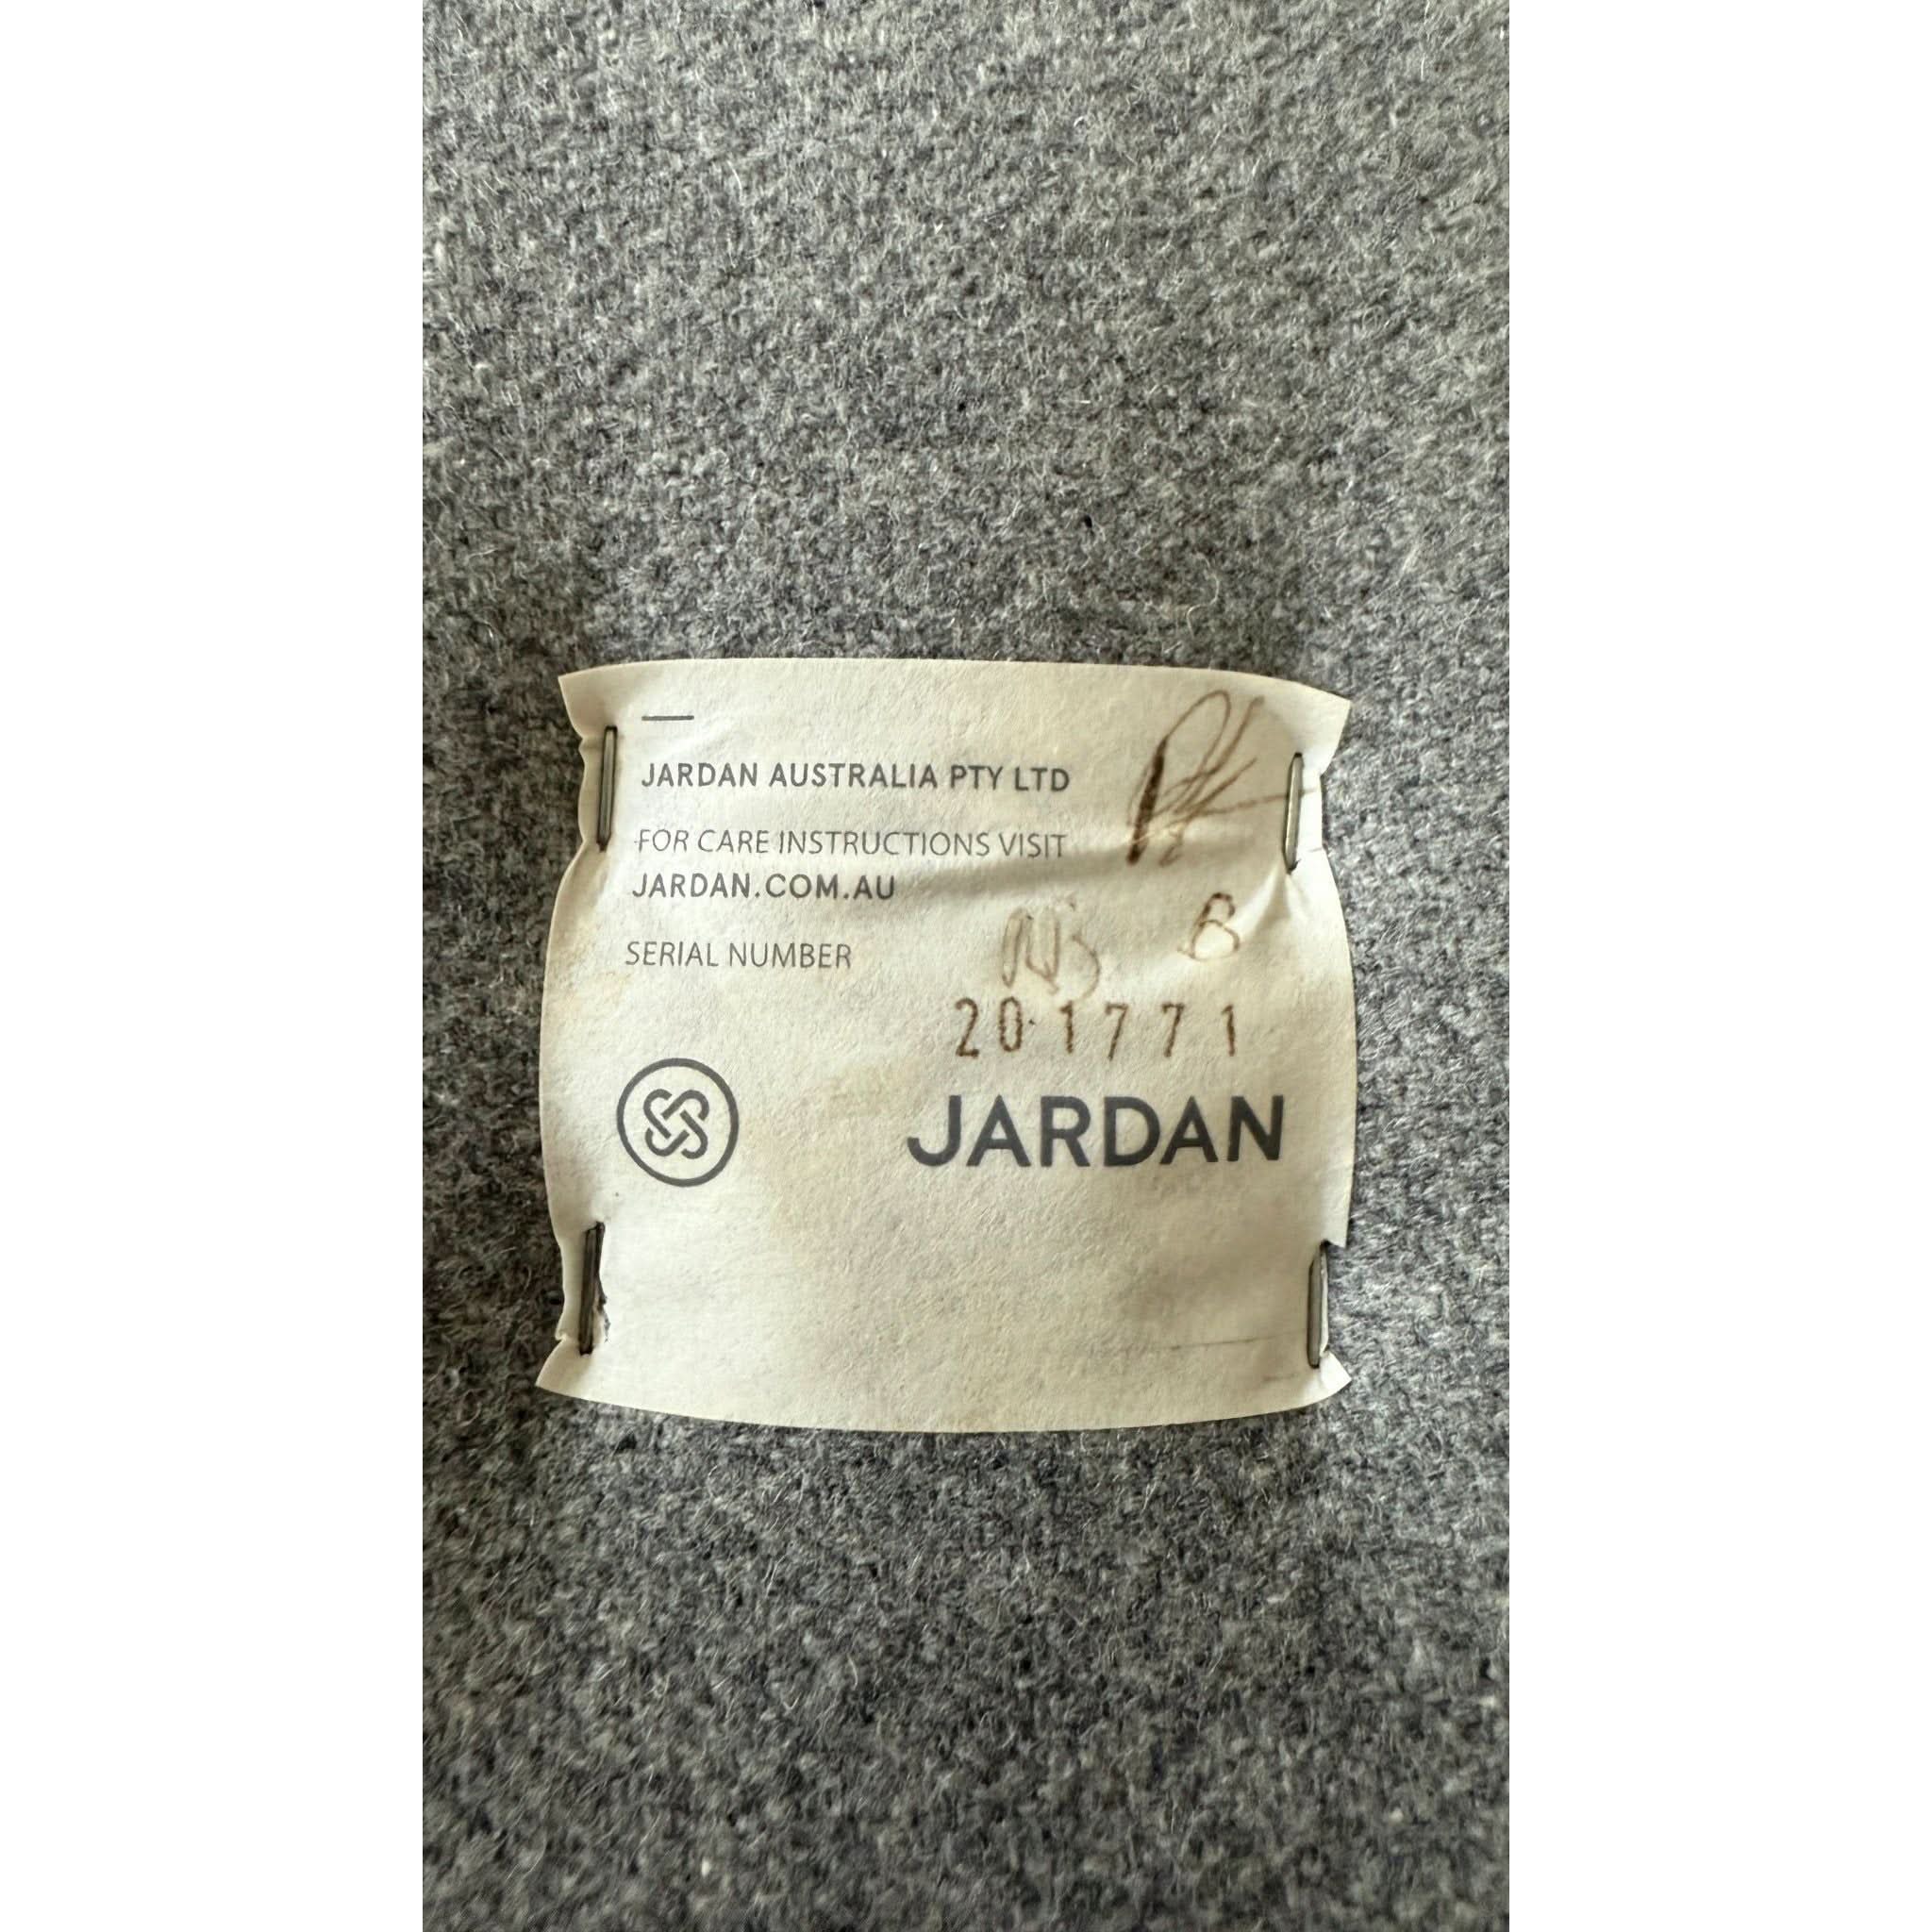 JARDAN AUSTRALIA PTY LTD
FOR CARE INSTRUCTIONS VISIT
JARDAN.COM.AU
B
SERIAL NUMBER
201771
JARDAN